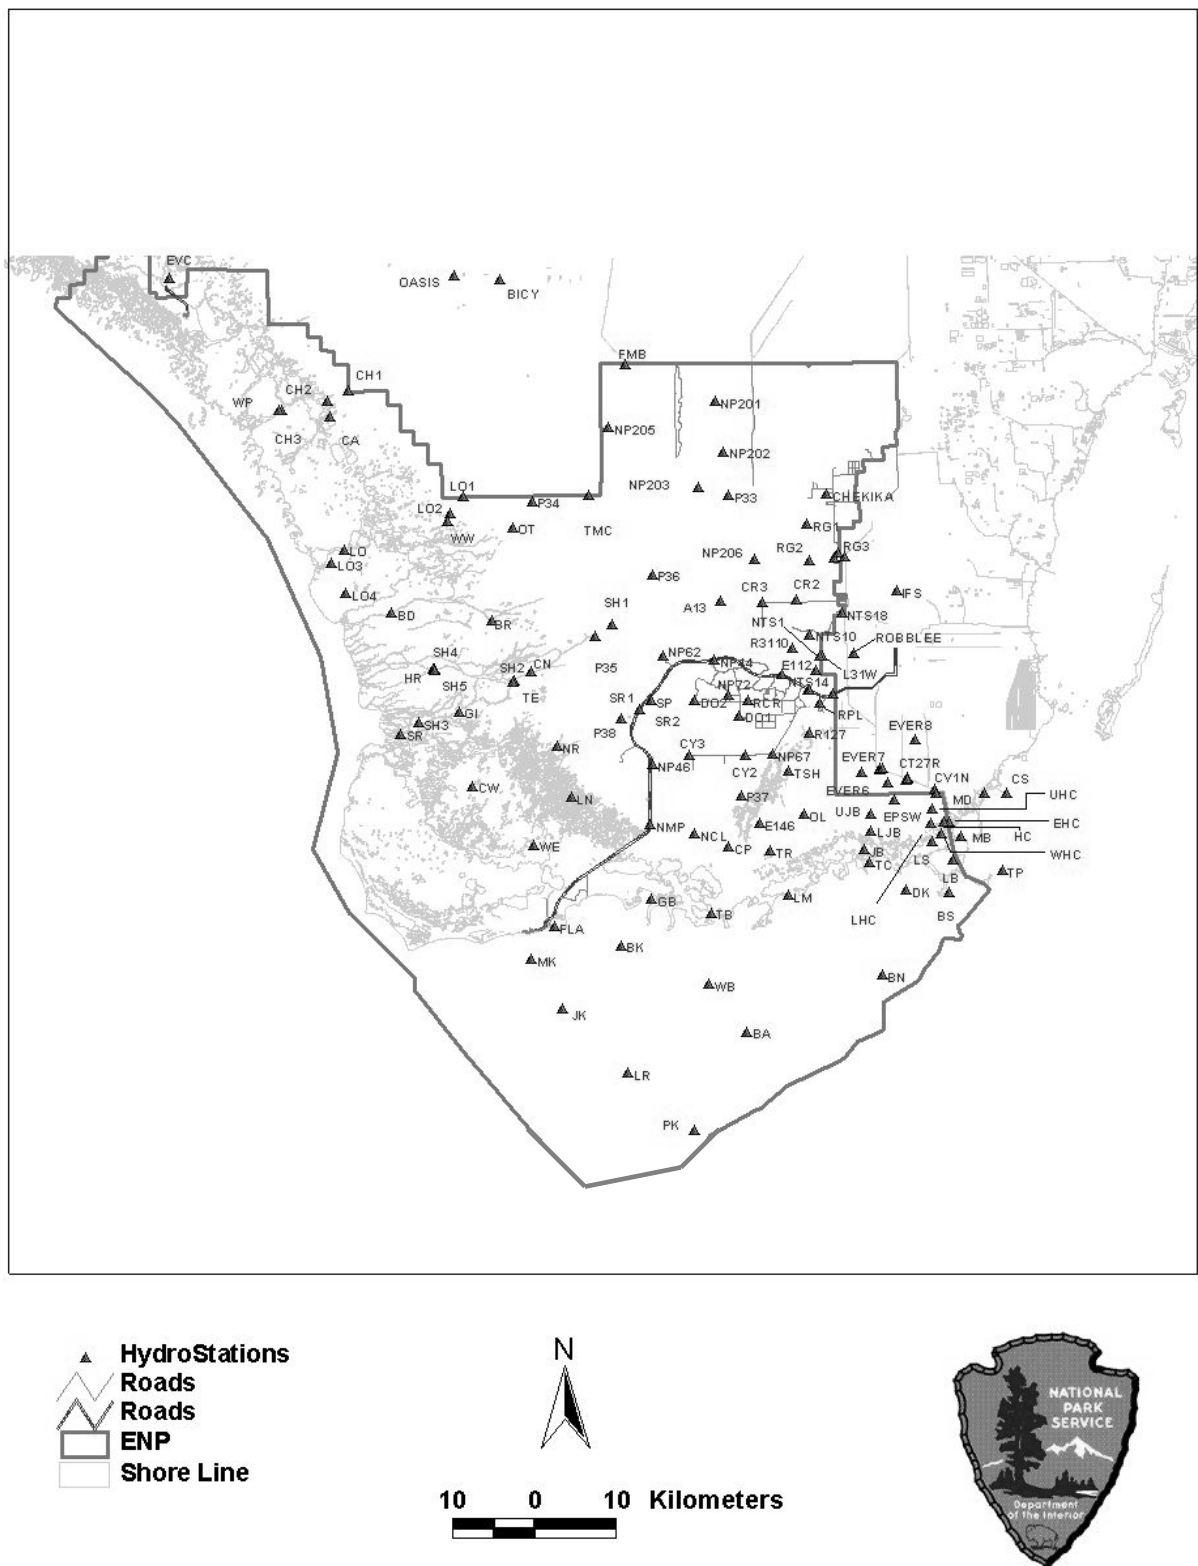 EVC
OASIS
BICY
FMB
CH1
CH2
WP
NP201
CH3
CA
NP205
NP202
NP203
P33
CHEKIKA
LO1
P34
TMC
LO2
WW
OT
RG1
LO
LO3
NP206
RG2
RG3
P36
LO4
A13
CR3
CR2
IFS
BD
BR
SH1
NTS1
NTS18
NTS10
ROBBLEE
P35
R3110
NP62
NP44
E112
L31W
SH4
HR
SH5
SH2
CN
TE
NTS14
NP72
SR1
SP
DO2
RCR
RPL
GI
SH3
SR
P38
SR2
DO1
R127
EVER8
NR
CY3
NP46
CY2
NP67
TSH
EVER7
CT27R
CW
LN
P37
EVER6
CV1N
CS
UHC
MD
NMP
NCL
E146
OL
UJB
EPSW
EHC
LJB
MB
HC
WE
CP
TR
JB
TC
LS
WHC
LB
TP
GB
TB
LM
DK
LHC
BS
FLA
BK
MK
WB
BN
JK
BA
LR
PK
HydroStations
Roads
Roads
ENP
Shore Line
N
10 0 10 Kilometers
NATIONAL
PARK
SERVICE
Department
of the Interior